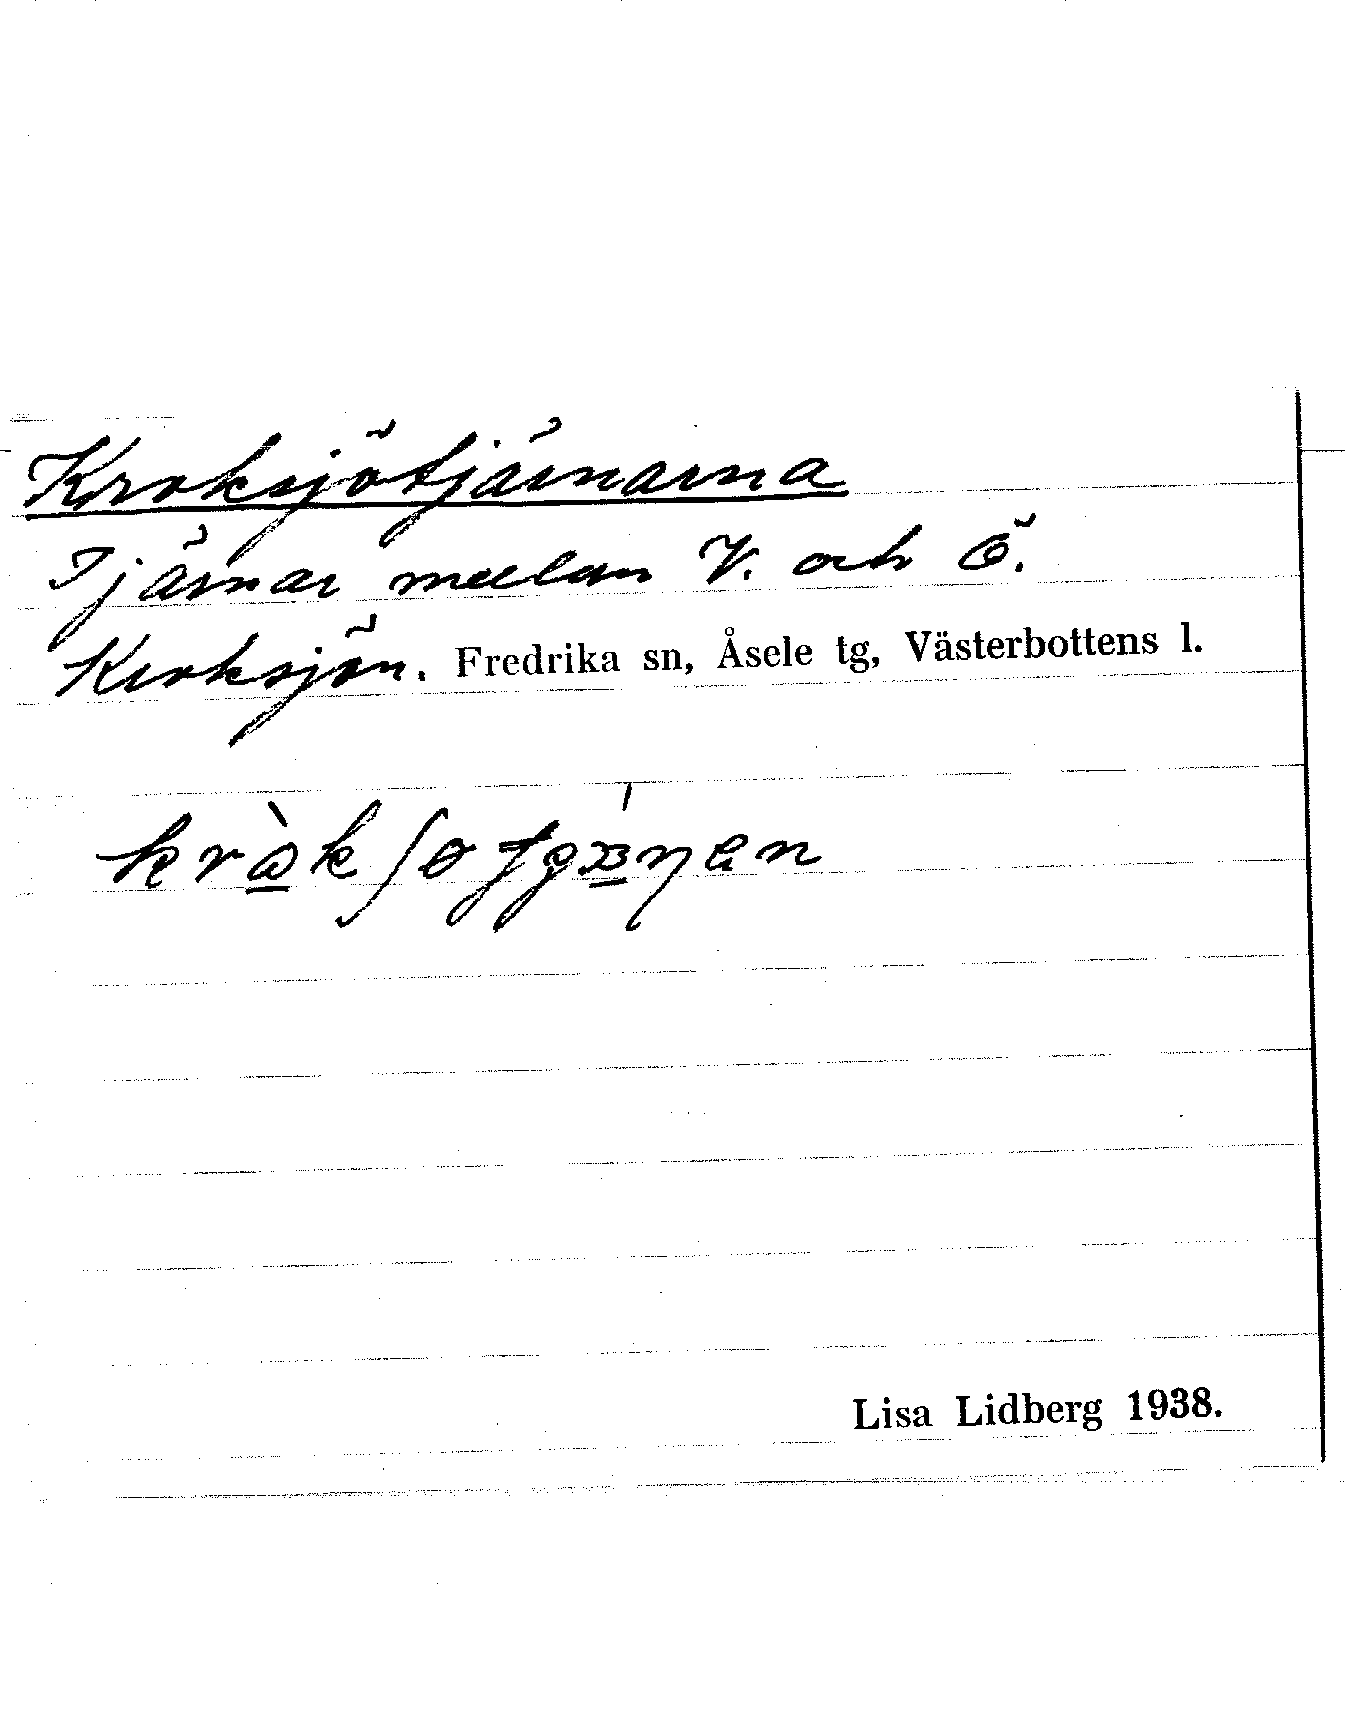 Kroksjötjärnarna
Tjärnar mellan V. och Ö.
Kroksjön. Fredrika sn, Åsele tg, Västerbottens l.
Lisa Lidberg 1938.